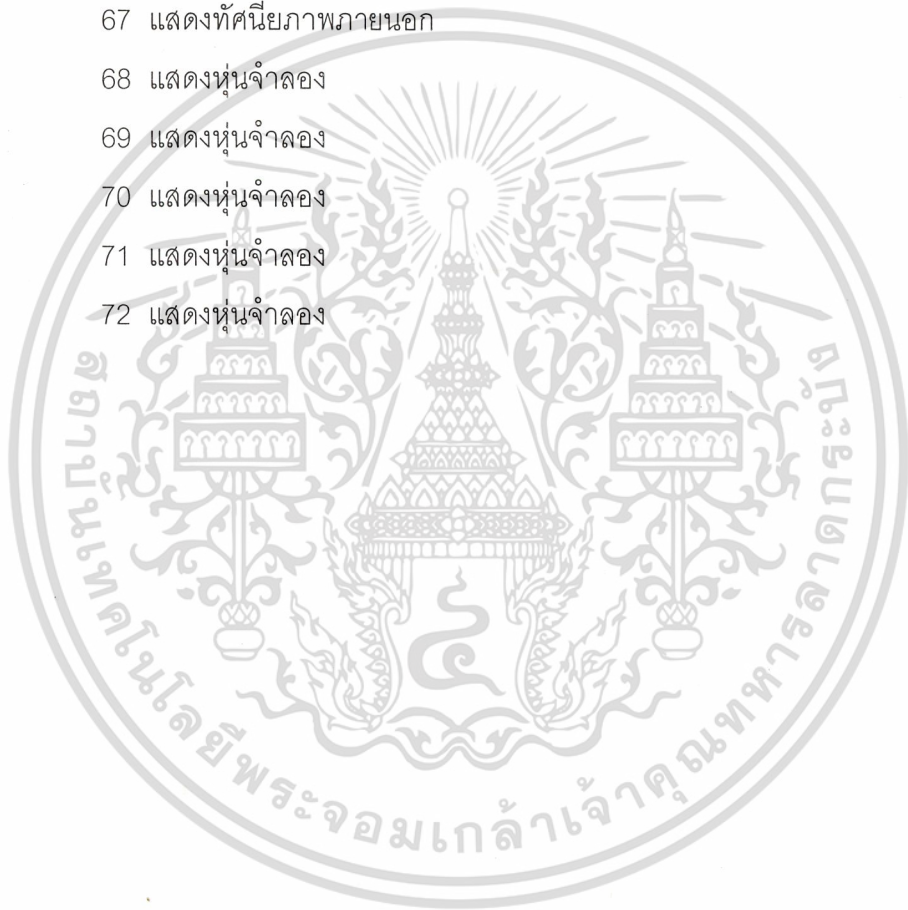 67 แสดงทัศนียภาพภายนอก
68 แสดงหุ่นจำลอง
69 แสดงหุ่นจำลอง
70 แสดงหุ่นจำลอง
71 แสดงหุ่นจำลอง
72 แสดงหุ่นจำลอง
สถาบันเทคโนโลยีพระจอมเกล้าเจ้าคุณทหารลาดกระบัง
๔